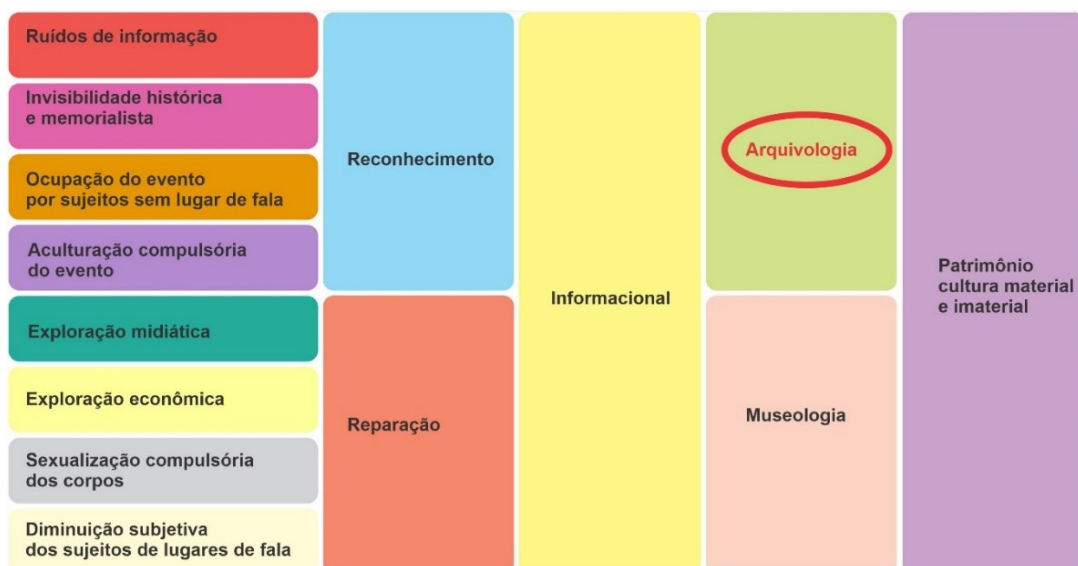 Ruídos de informação
Invisibilidade histórica
e memorialista
Ocupação do evento
por sujeitos sem lugar de fala
Aculturação compulsória
do evento
Exploração midiática
Exploração econômica
Sexualização compulsória
dos corpos
Diminuição subjetiva
dos sujeitos de lugares de fala
Reconhecimento
Reparação
Informacional
Arquivologia
Museologia
Patrimônio
cultura material
e imaterial